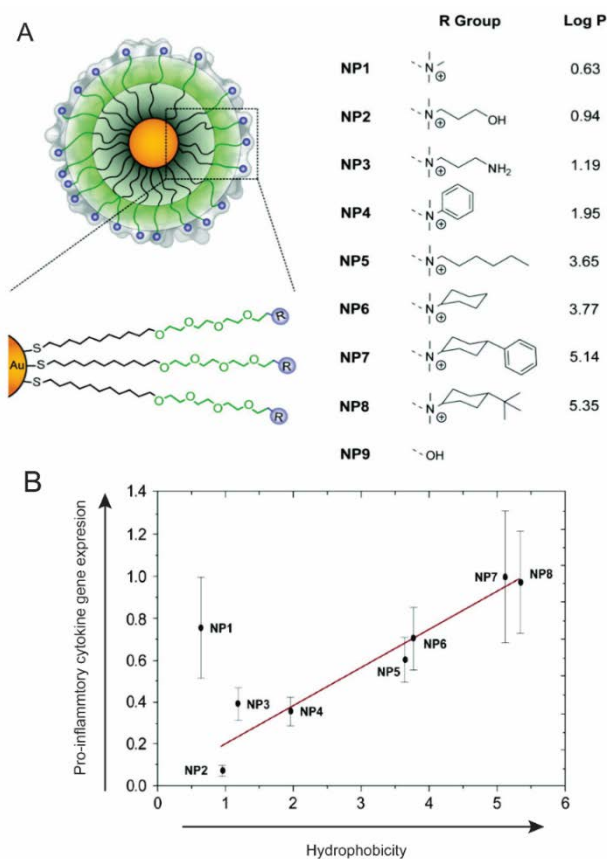 A
R Group Log P
NP1 N ⊕ 0.63
NP2 N ⊕ OH 0.94
NP3 N ⊕ NH2 1.19
NP4 N ⊕ 1.95
NP5 N ⊕ 3.65
NP6 N ⊕ 3.77
NP7 N ⊕ 5.14
NP8 N ⊕ 5.35
NP9 OH
Au
S O O O O R
S O O O O R
S O O O O R
B
Pro-inflammtory cytokine gene expresion
1.4
1.2
1.0
0.8
0.6
0.4
0.2
0.0
NP1
NP2
NP3
NP4
NP5
NP6
NP7
NP8
0 1 2 3 4 5 6
Hydrophobicity